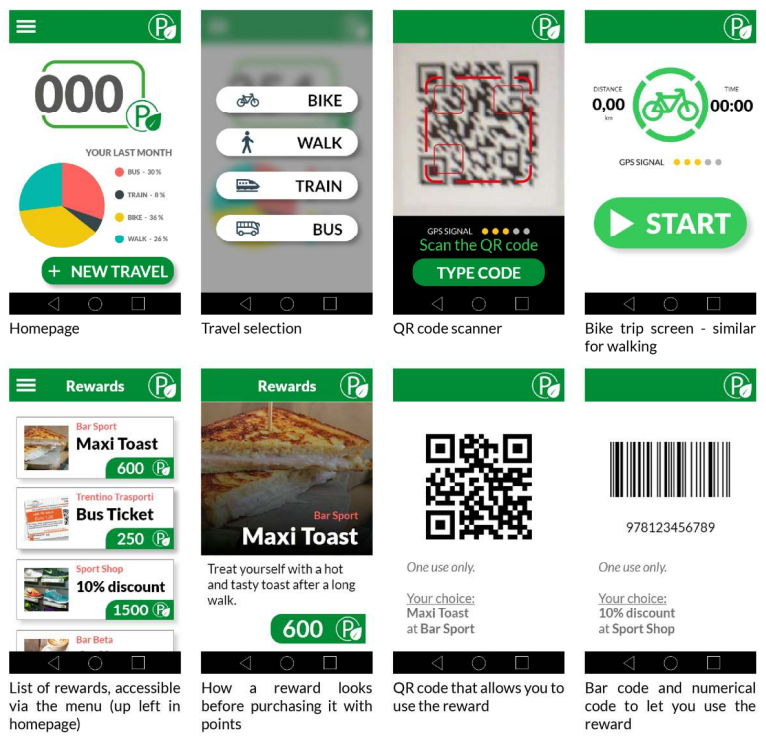 000
P
YOUR LAST MONTH
BUS - 30%
TRAIN - 8%
BIKE - 36%
WALK - 26%
+ NEW TRAVEL
Homepage
BIKE
WALK
TRAIN
BUS
Travel selection
GPS SIGNAL
Scan the QR code
TYPE CODE
QR code scanner
DISTANCE
0,00
km
TIME
00:00
GPS SIGNAL
START
Bike trip screen - similar
for walking
Rewards
Bar Sport
Maxi Toast
600 P
Trentino Trasporti
Bus Ticket
250 P
Sport Shop
10% discount
1500 P
Bar Beta
List of rewards, accessible
via the menu (up left in
homepage)
Rewards
Bar Sport
Maxi Toast
Treat yourself with a hot
and tasty toast after a long
walk.
600 P
How a reward looks
before purchasing it with
points
One use only.
Your choice:
Maxi Toast
at Bar Sport
QR code that allows you to
use the reward
978123456789
One use only.
Your choice:
10% discount
at Sport Shop
Bar code and numerical
code to let you use the
reward